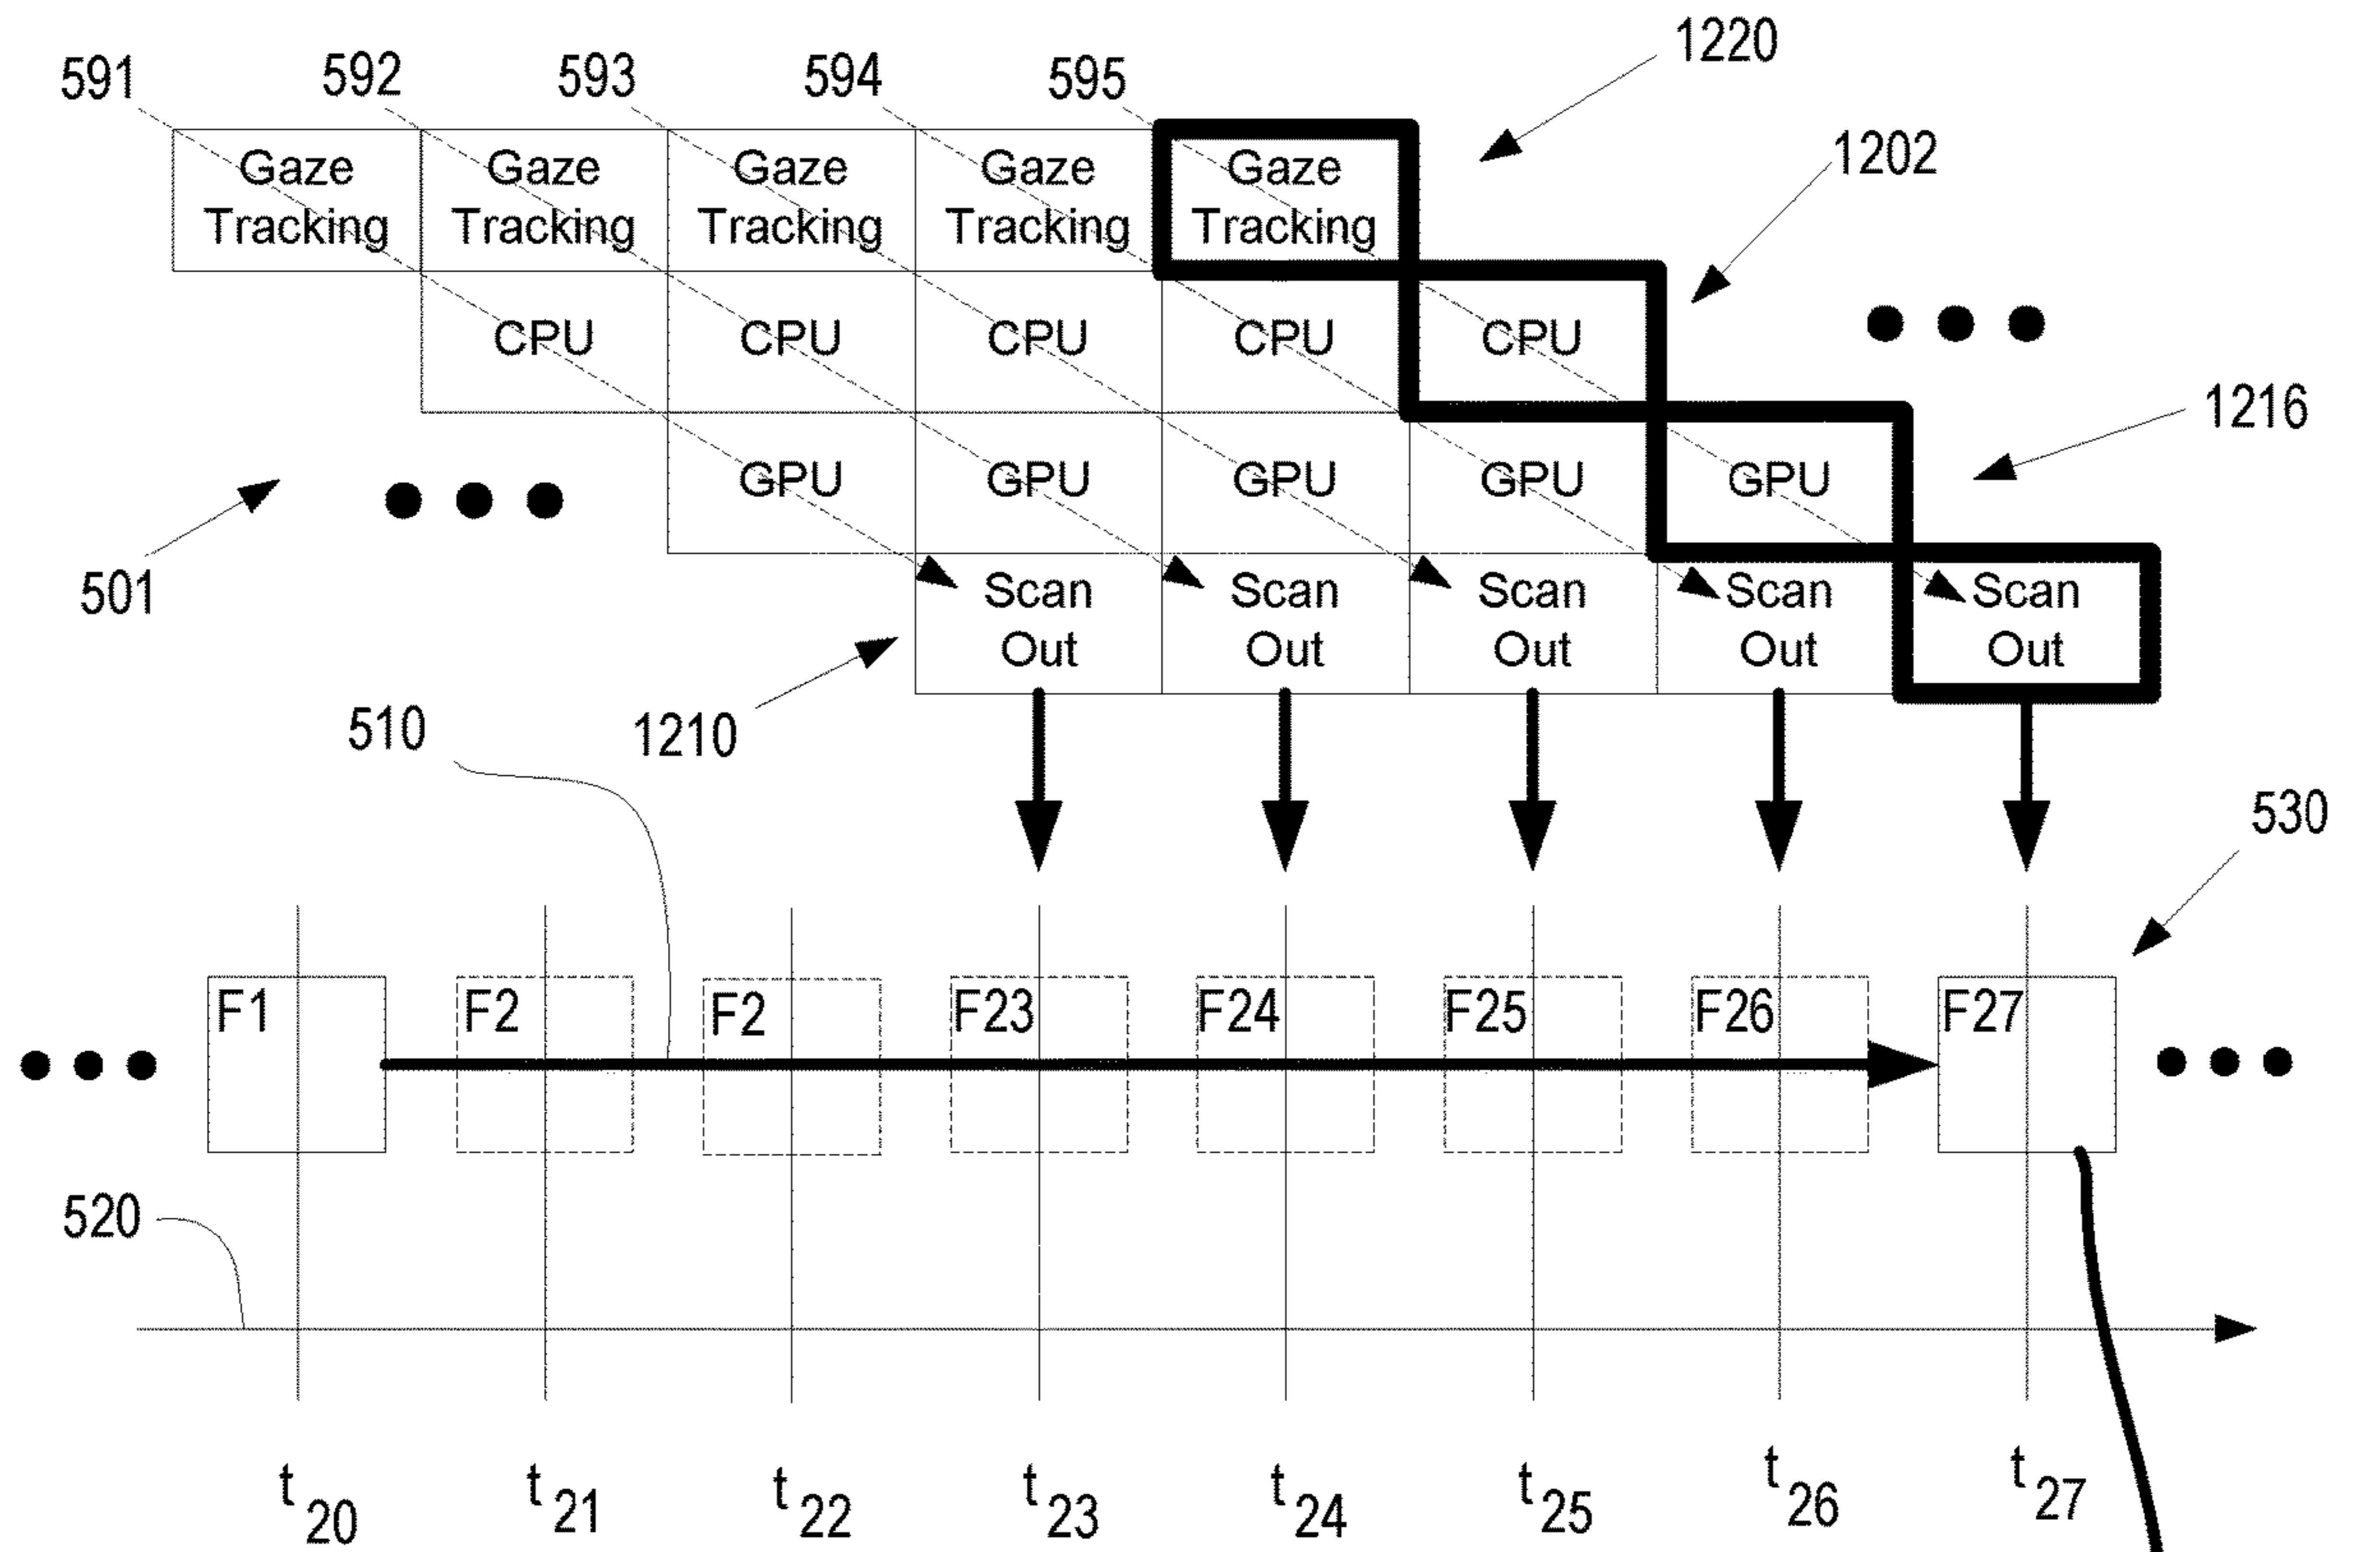 1220
591 592 593 594 595
1202
Gaze Gaze Gaze Gaze Gaze
Tracking Tracking Tracking Tracking Tracking
CPU CPU CPU CPU CPU
1216
GPU GPU GPU GPU GPU
501
Scan Scan Scan Scan Scan
Out Out Out Out Out
510
1210
530
F1 F2 F2 F23 F24 F25 F26 F27
520
t20 t21 t22 t23 t24 t25 t26 t27